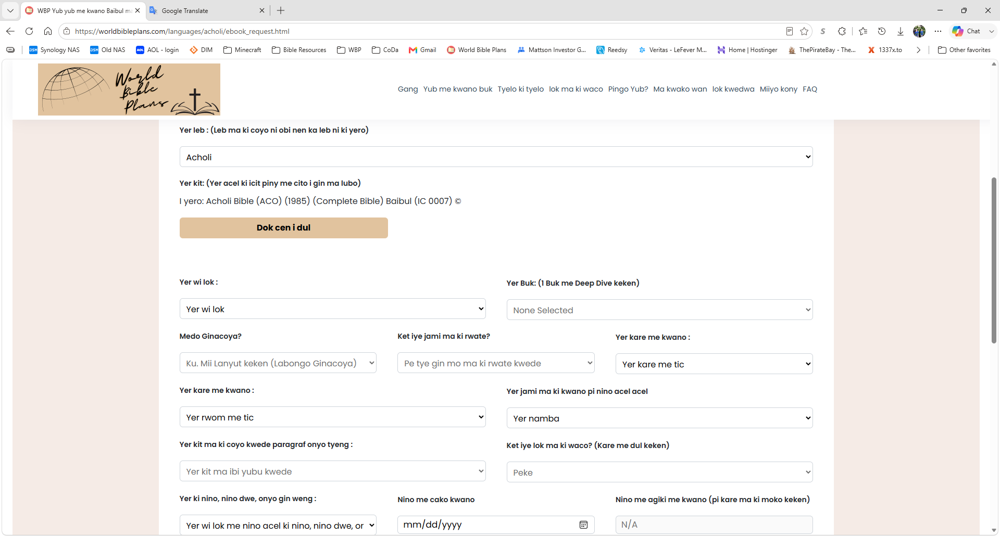 WBP Yub yub me kwano Baibul ma
Google Translate
https://worldbibleplans.com/languages/acholi/ebook_request.html
Chat
Synology NAS
Old NAS
AOL - login
DIM
Minecraft
Bible Resources
WBP
CoDa
Gmail
World Bible Plans
Mattson Investor G...
Reedsy
Veritas - LeFever M...
Home | Hostinger
ThePirateBay - The...
1337x.to
Other favorites
World
Bible
Plans
Gang Yub me kwano buk Tyelo ki tyelo lok ma ki waco Pingo Yub? Ma kwako wan lok kwedwa Miiyo kony FAQ
Yer leb : (Leb ma ki coyo ni obi nen ka leb ni ki yero)
Acholi
Yer kit: (Yer acel ki icit piny me cito i gin ma lubo)
I yero: Acholi Bible (ACO) (1985) (Complete Bible) Baibul (IC 0007) ©
Dok cen i dul
Yer wi lok :
Yer Buk: (1 Buk me Deep Dive keken)
Yer wi lok
None Selected
Medo Ginacoya?
Ket iye jami ma ki rwate?
Yer kare me kwano :
Ku. Mii Lanyut keken (Labongo Ginacoya)
Pe tye gin mo ma ki rwate kwede
Yer kare me tic
Yer kare me kwano :
Yer jami ma ki kwano pi nino acel acel
Yer rwom me tic
Yer namba
Yer kit ma ki coyo kwede paragraf onyo tyeng :
Ket iye lok ma ki waco? (Kare me dul keken)
Yer kit ma ibi yubu kwede
Peke
Yer ki nino, nino dwe, onyo gin weng :
Nino me cako kwano
Nino me agiki me kwano (pi kare ma ki moko keken)
Yer wi lok me nino acel ki nino, nino dwe, or
mm/dd/yyyy
N/A